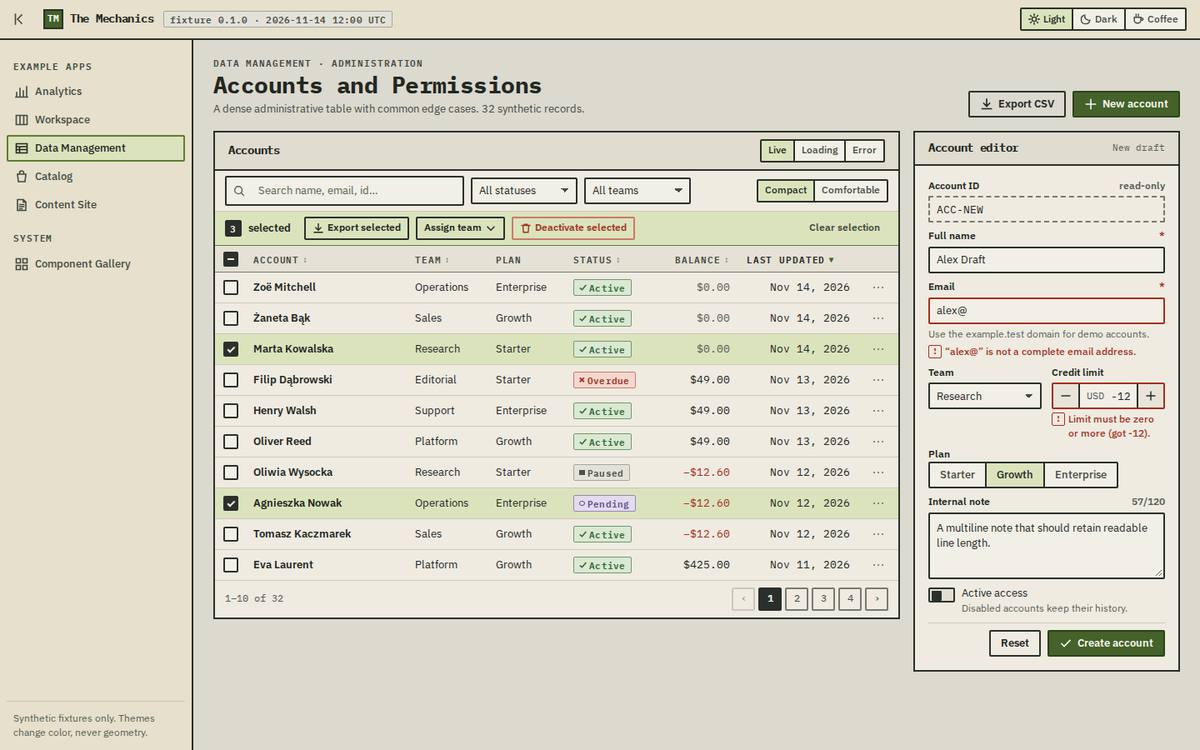 TM The Mechanics fixture 0.1.0 · 2026-11-14 12:00 UTC Light Dark Coffee
EXAMPLE APPS
Analytics
Workspace
Data Management
Catalog
Content Site
SYSTEM
Component Gallery
Synthetic fixtures only. Themes
change color, never geometry.
DATA MANAGEMENT · ADMINISTRATION
Accounts and Permissions
A dense administrative table with common edge cases. 32 synthetic records.
Export CSV New account
Accounts Live Loading Error
Search name, email, id… All statuses All teams Compact Comfortable
3 selected Export selected Assign team Deactivate selected Clear selection
ACCOUNT TEAM PLAN STATUS BALANCE LAST UPDATED
Zoë Mitchell Operations Enterprise Active $0.00 Nov 14, 2026 ···
Żaneta Bąk Sales Growth Active $0.00 Nov 14, 2026 ···
Marta Kowalska Research Starter Active $0.00 Nov 14, 2026 ···
Filip Dąbrowski Editorial Starter Overdue $49.00 Nov 13, 2026 ···
Henry Walsh Support Enterprise Active $49.00 Nov 13, 2026 ···
Oliver Reed Platform Growth Active $49.00 Nov 13, 2026 ···
Oliwia Wysocka Research Starter Paused −$12.60 Nov 12, 2026 ···
Agnieszka Nowak Operations Enterprise Pending −$12.60 Nov 12, 2026 ···
Tomasz Kaczmarek Sales Growth Active −$12.60 Nov 12, 2026 ···
Eva Laurent Platform Growth Active $425.00 Nov 11, 2026 ···
1–10 of 32 ‹ 1 2 3 4 ›
Account editor New draft
Account ID read-only
ACC-NEW
Full name *
Alex Draft
Email *
alex@
Use the example.test domain for demo accounts.
! “alex@” is not a complete email address.
Team Credit limit
Research − USD -12 +
! Limit must be zero
or more (got -12).
Plan
Starter Growth Enterprise
Internal note 57/120
A multiline note that should retain readable
line length.
Active access
Disabled accounts keep their history.
Reset Create account